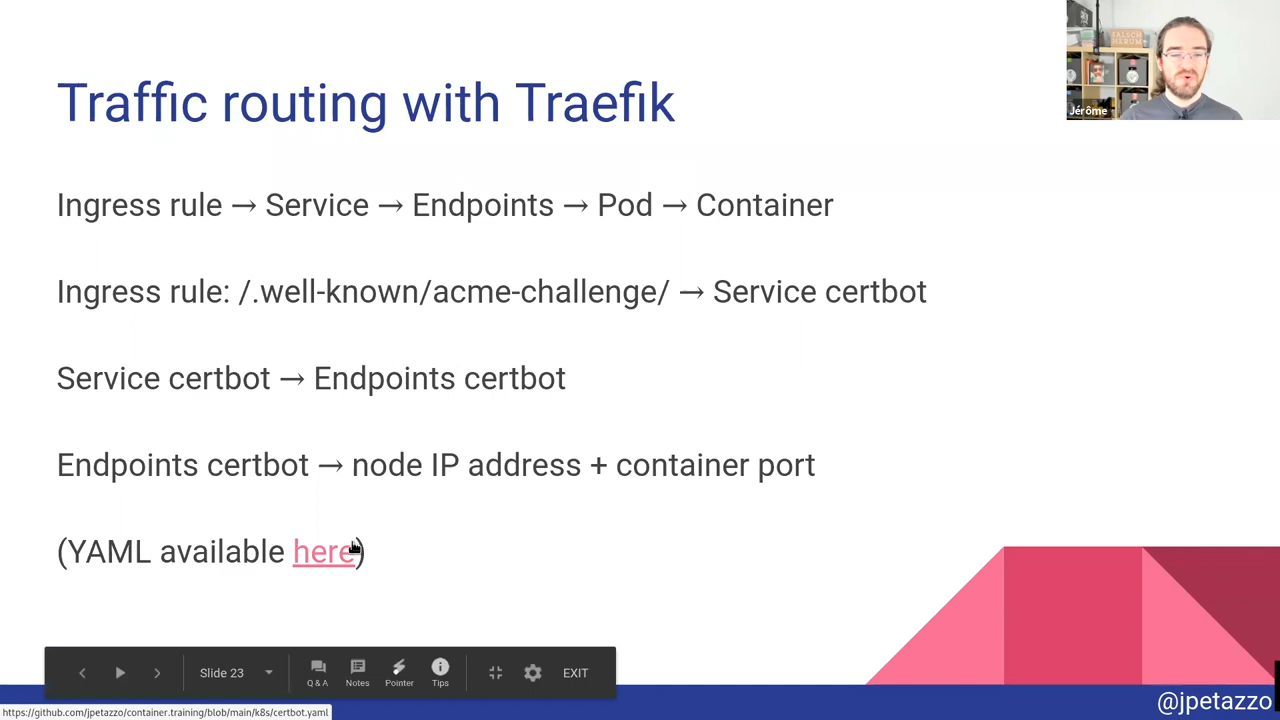 Traffic routing with Traefik
FALSCH
HERUM
Jérôme
Ingress rule → Service → Endpoints → Pod → Container
Ingress rule: /.well-known/acme-challenge/ → Service certbot
Service certbot → Endpoints certbot
Endpoints certbot → node IP address + container port
(YAML available here)
Slide 23
Q & A
Notes
Pointer
Tips
EXIT
@jpetazzo
https://github.com/jpetazzo/container.training/blob/main/k8s/certbot.yaml